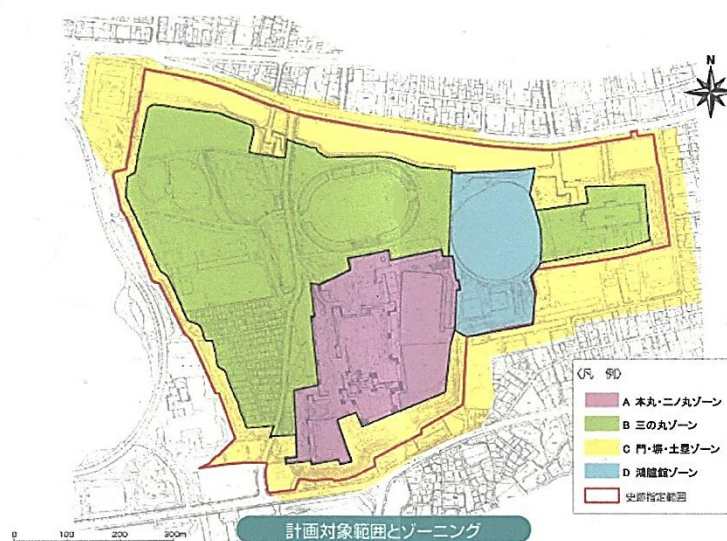 N
〈凡 例〉
A 本丸・二ノ丸ゾーン
B 三の丸ゾーン
C 門・塀・土塁ゾーン
D 鴻臚館ゾーン
史跡指定範囲
0 100 200 300m
計画対象範囲とゾーニング